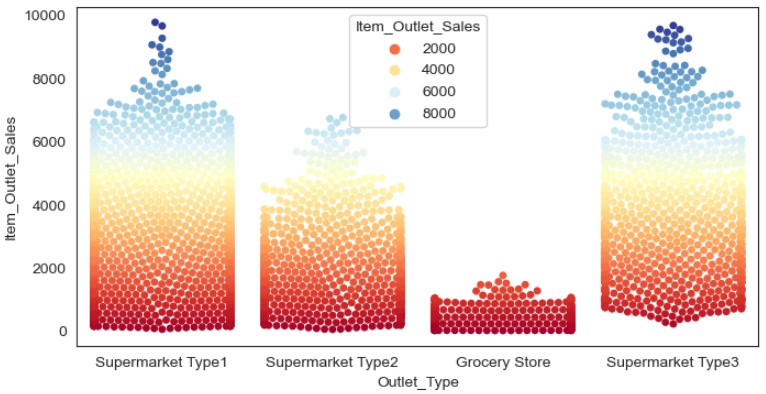 10000
8000
6000
4000
2000
0
Item_Outlet_Sales
Item_Outlet_Sales
2000
4000
6000
8000
Supermarket Type1
Supermarket Type2
Grocery Store
Supermarket Type3
Outlet_Type